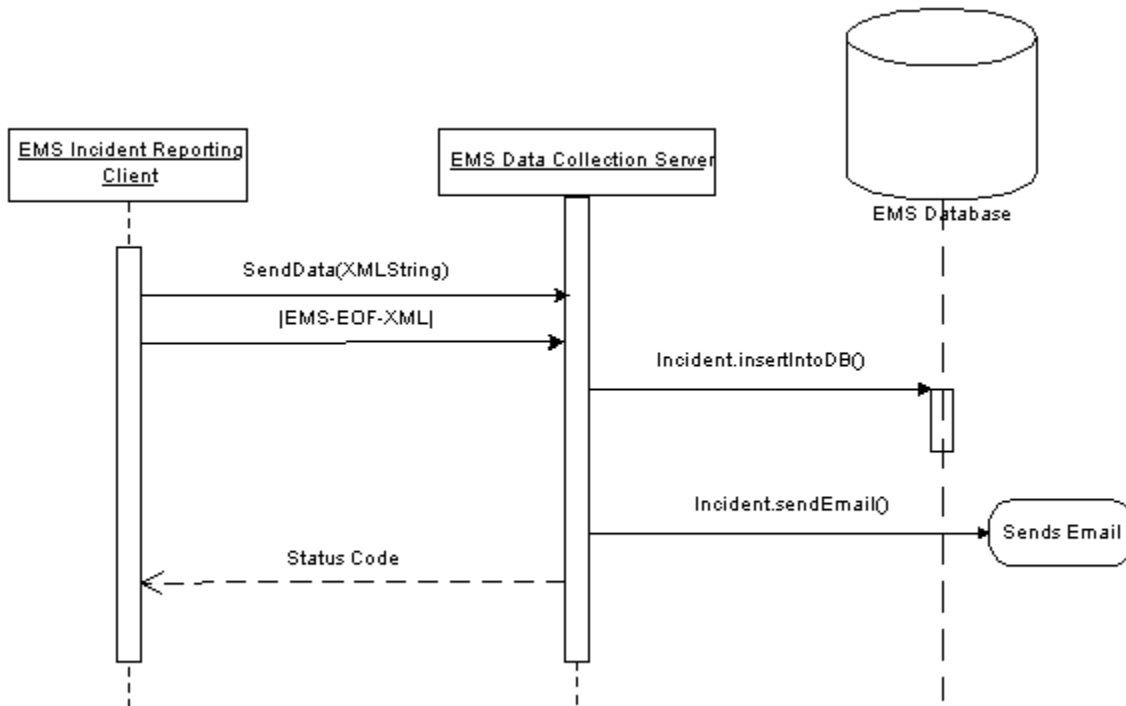 EMS Incident Reporting
Client
EMS Data Collection Server
EMS Database
SendData(XMLString)
|EMS-EOF-XML|
Incident.insertIntoDB()
Incident.sendEmail()
Sends Email
Status Code